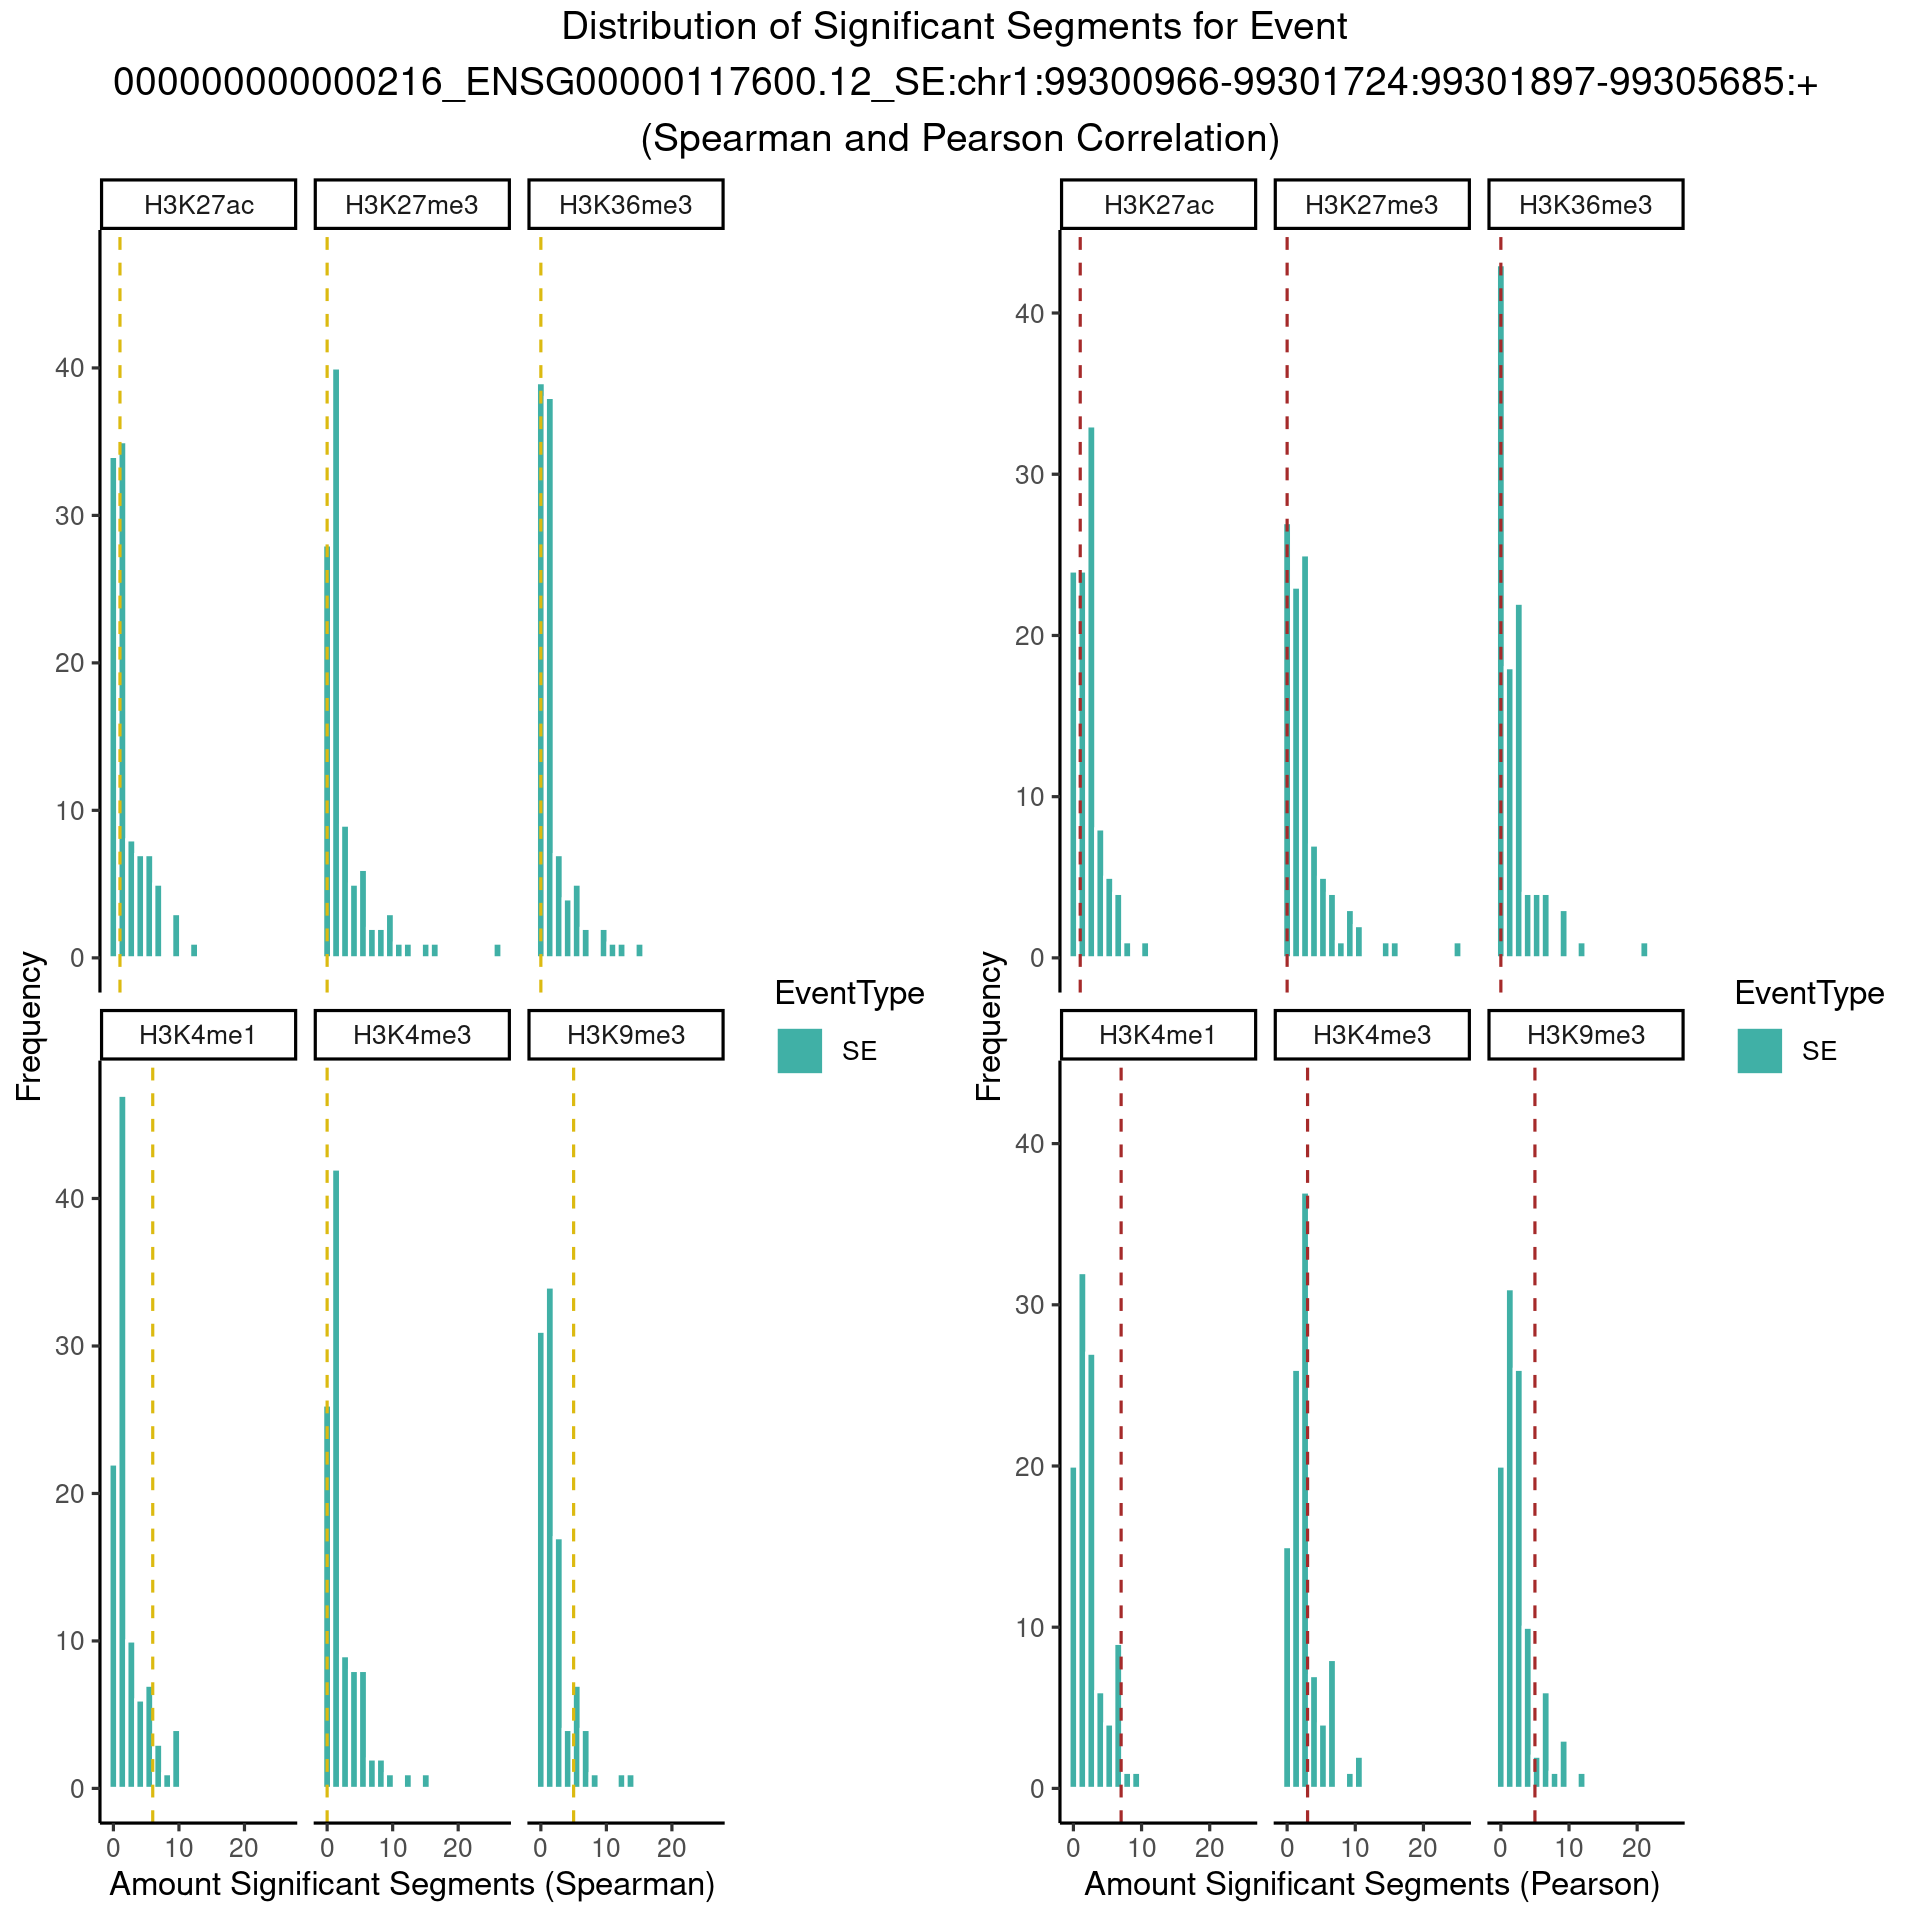 Distribution of Significant Segments for Event
000000000000216_ENSG00000117600.12_SE:chr1:99300966-99301724:99301897-99305685:+
(Spearman and Pearson Correlation)
H3K27ac H3K27me3 H3K36me3
40
30
20
10
0
H3K4me1 H3K4me3 H3K9me3
40
30
20
10
0
0 10 20 0 10 20 0 10 20
Frequency
Amount Significant Segments (Spearman)
EventType
SE
H3K27ac H3K27me3 H3K36me3
40
30
20
10
0
H3K4me1 H3K4me3 H3K9me3
40
30
20
10
0
0 10 20 0 10 20 0 10 20
Frequency
Amount Significant Segments (Pearson)
EventType
SE